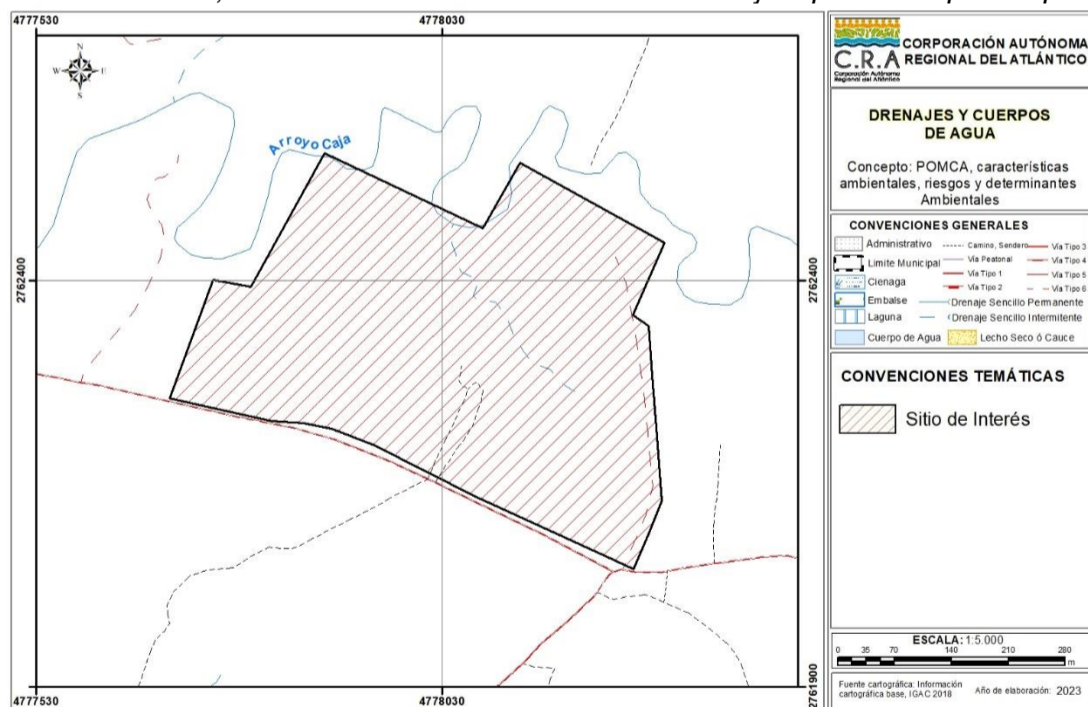 4777530
4778030
N
W
E
S
Arroyo Caja
2762400
2762400
4777530
4778030
2761900
C.R.A
Corporación Autónoma
Regional del Atlántico
CORPORACIÓN AUTÓNOMA
REGIONAL DEL ATLÁNTICO
DRENAJES Y CUERPOS
DE AGUA
Concepto: POMCA, características
ambientales, riesgos y determinantes
Ambientales
CONVENCIONES GENERALES
Administrativo
Limite Municipal
Cienaga
Embalse
Laguna
Cuerpo de Agua
Camino, Sendero
Vía Peatonal
Vía Tipo 1
Vía Tipo 2
Vía Tipo 3
Vía Tipo 4
Vía Tipo 5
Vía Tipo 6
Drenaje Sencillo Permanente
Drenaje Sencillo Intermitente
Lecho Seco ó Cauce
CONVENCIONES TEMÁTICAS
Sitio de Interés
ESCALA: 1:5.000
0 35 70 140 210 280
m
Fuente cartográfica: Información
cartográfica base, IGAC 2018
Año de elaboración: 2023